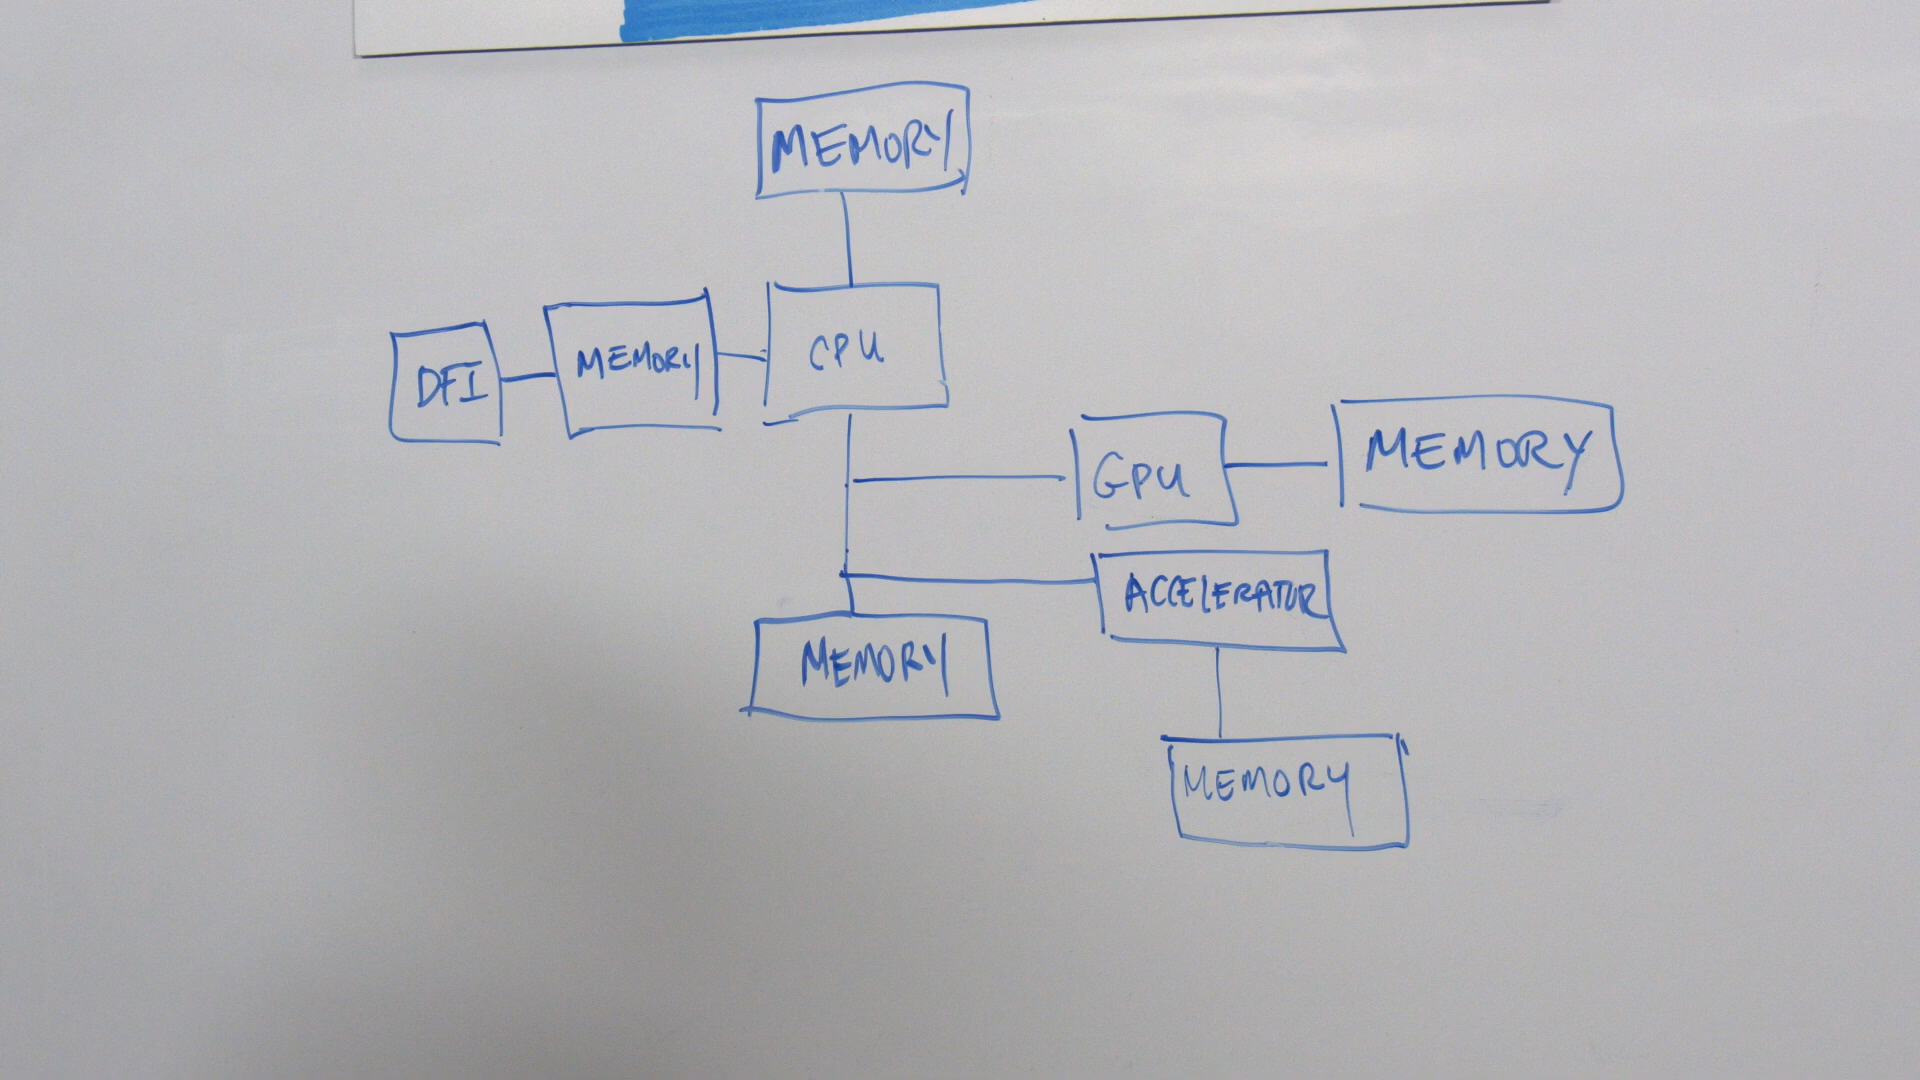 MEMORY
DFI
MEMORY
CPU
GPU
MEMORY
ACCELERATOR
MEMORY
MEMORY